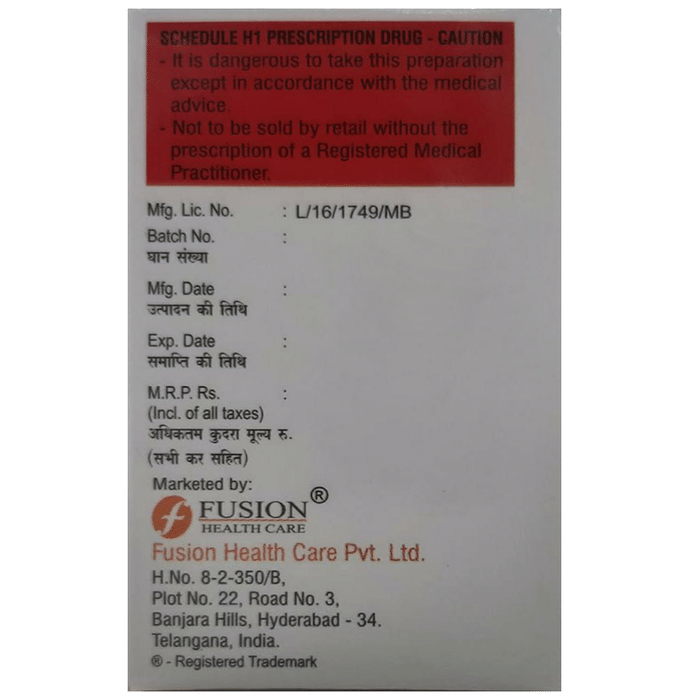 SCHEDULE H1 PRESCRIPTION DRUG - CAUTION
- It is dangerous to take this preparation
except in accordance with the medical
advice.
- Not to be sold by retail without the
prescription of a Registered Medical
Practitioner.
Mfg. Lic. No. : L/16/1749/MB
Batch No. :
घान संख्या
Mfg. Date :
उत्पादन की तिथि
Exp. Date :
समाप्ति की तिथि
M.R.P. Rs. :
(Incl. of all taxes)
अधिकतम कुदरा मूल्य रु.
(सभी कर सहित)
Marketed by:
f FUSION ®
HEALTH CARE
Fusion Health Care Pvt. Ltd.
H.No. 8-2-350/B,
Plot No. 22, Road No. 3,
Banjara Hills, Hyderabad - 34.
Telangana, India.
® - Registered Trademark